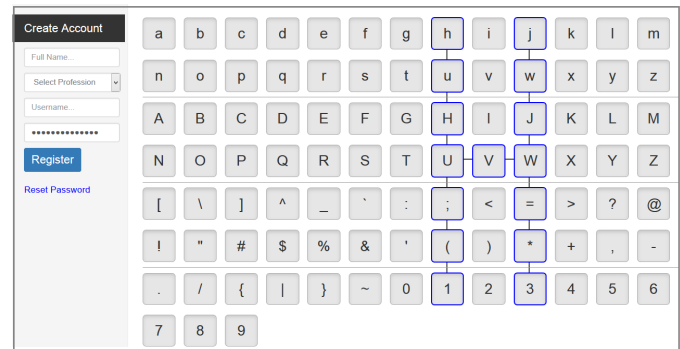 Create Account
Full Name...
Select Profession
Username...
••••••••••••••
Register
Reset Password
a b c d e f g h i j k l m
n o p q r s t u v w x y z
A B C D E F G H I J K L M
N O P Q R S T U V W X Y Z
[ \ ] ^ _ ` : ; < = > ? @
! " # $ % & ' ( ) * + , -
. / { | } ~ 0 1 2 3 4 5 6
7 8 9